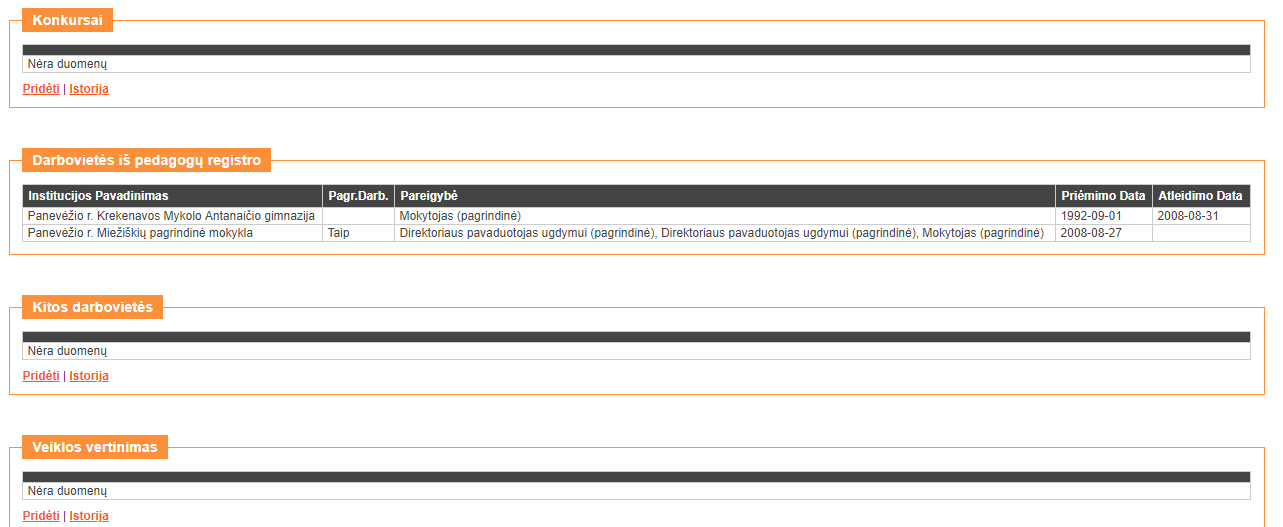 Konkursai
Nėra duomenų
Pridėti | Istorija
Darbovietės iš pedagogų registro
Institucijos Pavadinimas Pagr.Darb. Pareigybė Priėmimo Data Atleidimo Data
Panevėžio r. Krekenavos Mykolo Antanaičio gimnazija Mokytojas (pagrindinė) 1992-09-01 2008-08-31
Panevėžio r. Miežiškių pagrindinė mokykla Taip Direktoriaus pavaduotojas ugdymui (pagrindinė), Direktoriaus pavaduotojas ugdymui (pagrindinė), Mokytojas (pagrindinė) 2008-08-27
Kitos darbovietės
Nėra duomenų
Pridėti | Istorija
Veiklos vertinimas
Nėra duomenų
Pridėti | Istorija